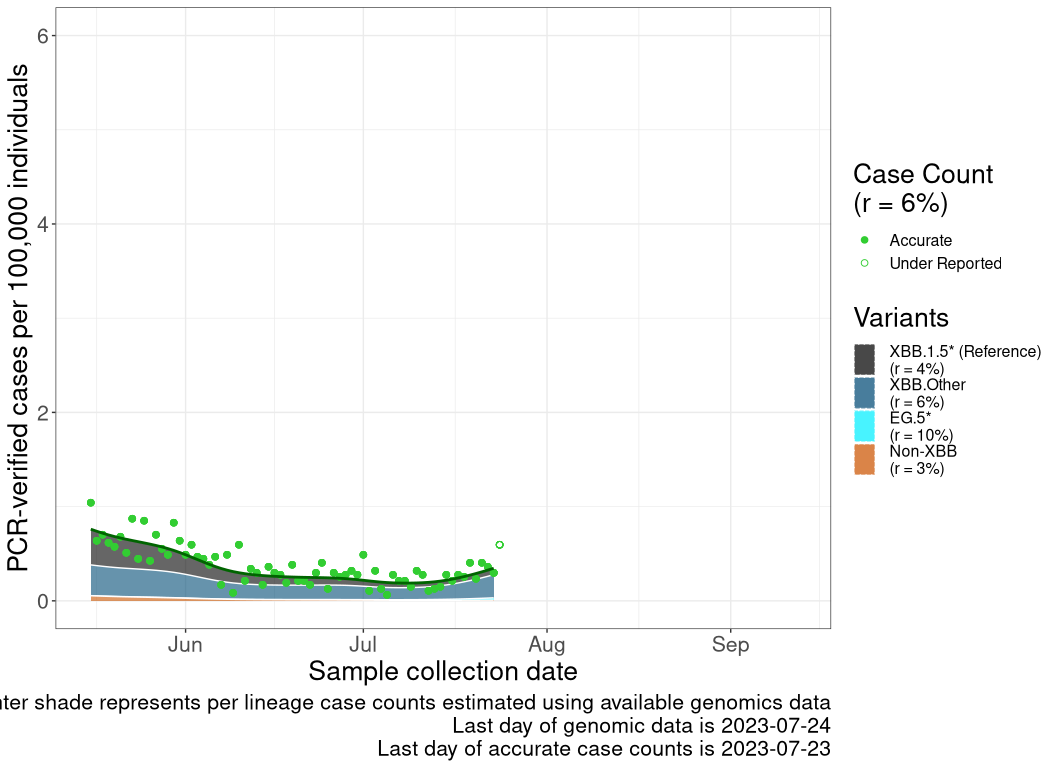 PCR-verified cases per 100,000 individuals
6
4
2
0
Jun Jul Aug Sep
Sample collection date
shade represents per lineage case counts estimated using available genomics data
Last day of genomic data is 2023-07-24
Last day of accurate case counts is 2023-07-23
Case Count
(r = 6%)
Accurate
Under Reported
Variants
XBB.1.5* (Reference)
(r = 4%)
XBB.Other
(r = 6%)
EG.5*
(r = 10%)
Non-XBB
(r = 3%)